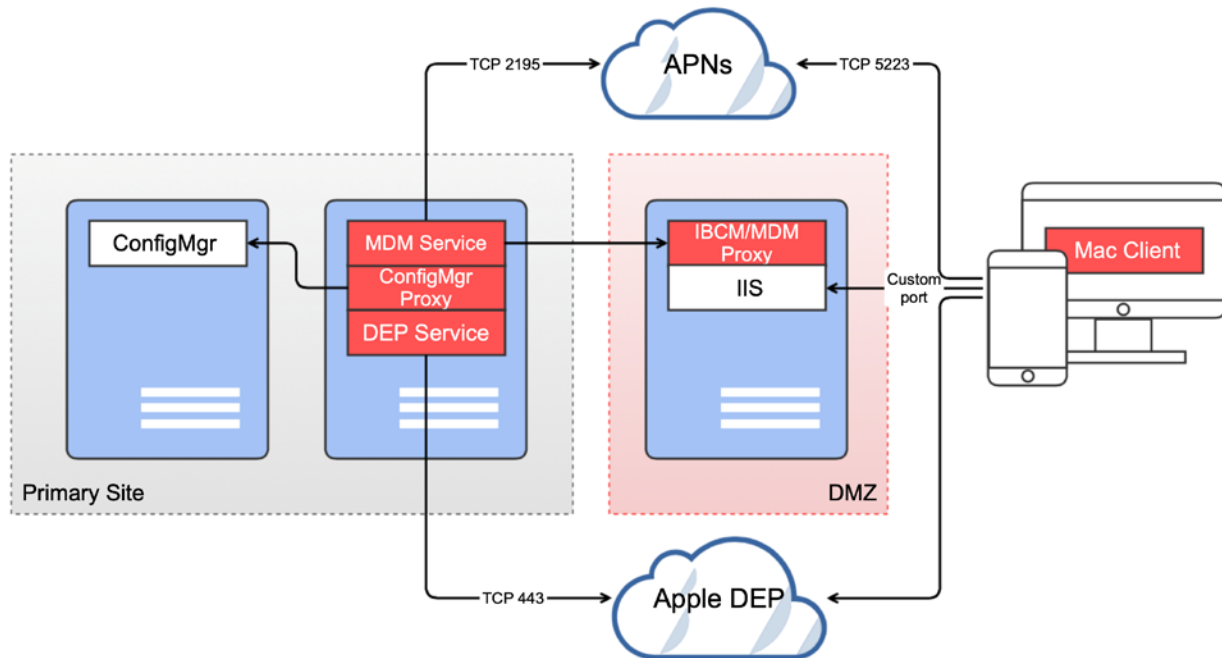 APNs
TCP 2195
TCP 5223
ConfigMgr
MDM Service
ConfigMgr
Proxy
DEP Service
IBCM/MDM
Proxy
IIS
Custom
port
Mac Client
Primary Site
DMZ
TCP 443
Apple DEP